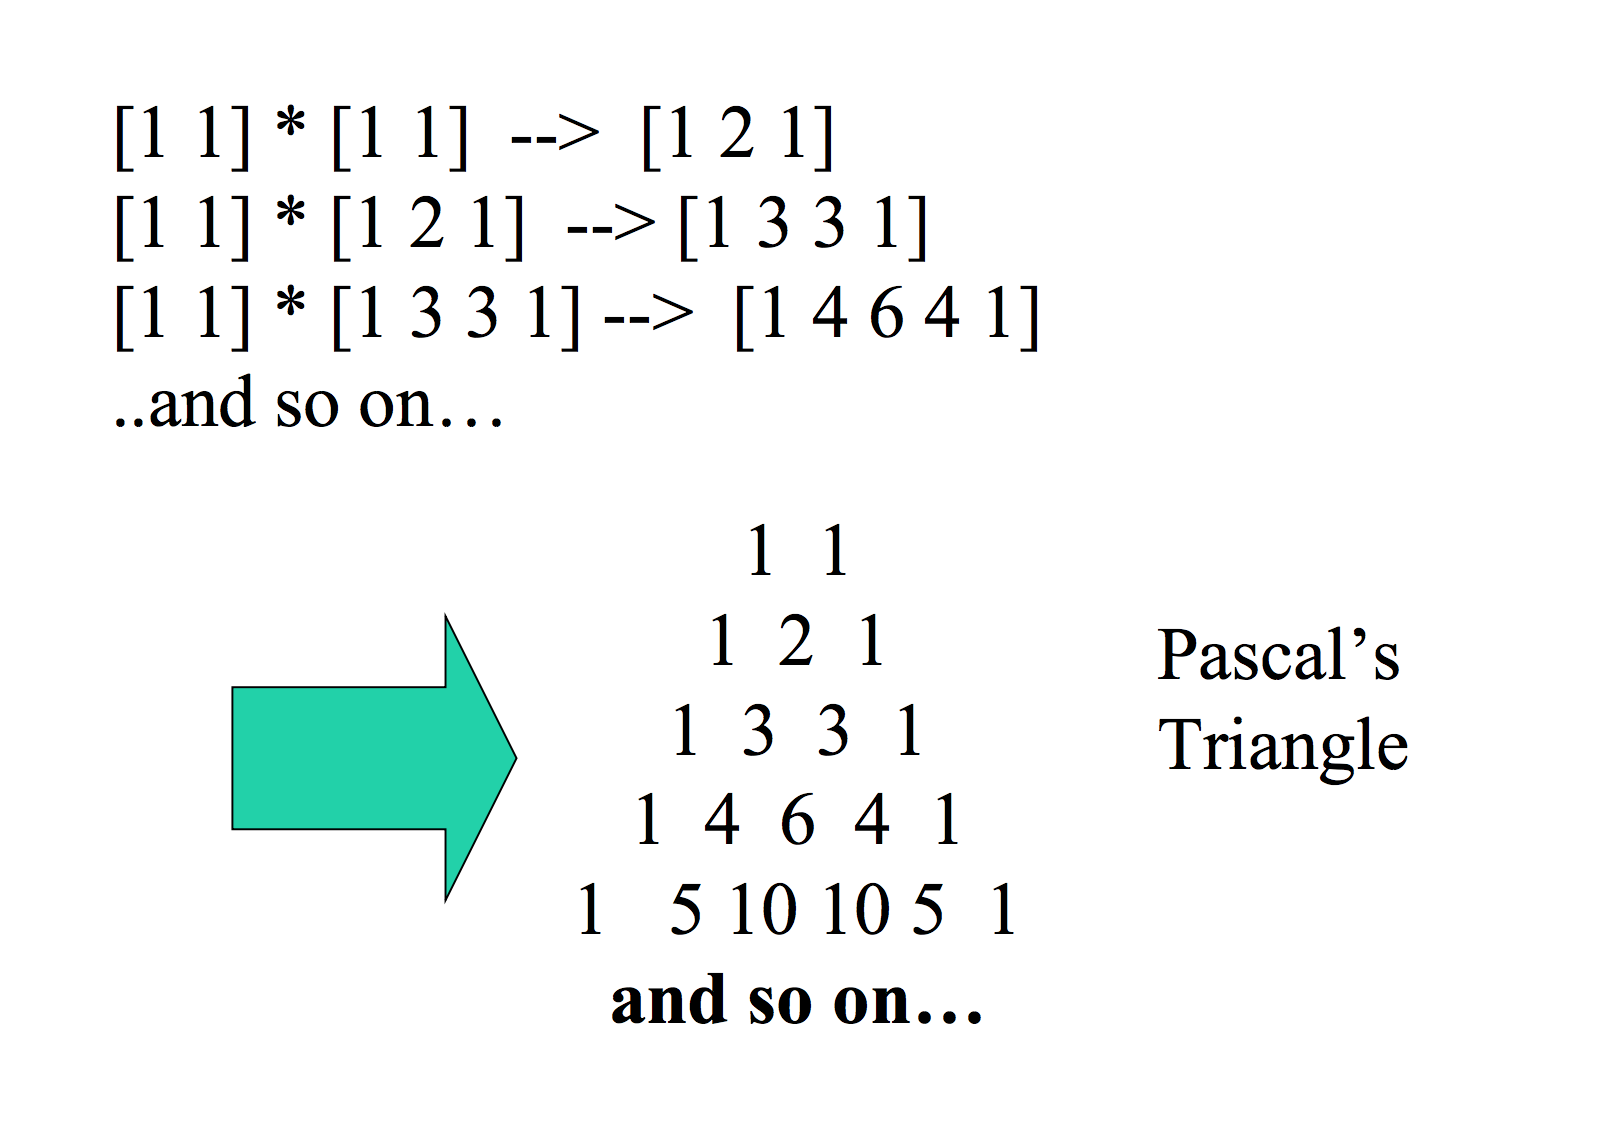 [1 1] * [1 1] --> [1 2 1]
[1 1] * [1 2 1] --> [1 3 3 1]
[1 1] * [1 3 3 1] --> [1 4 6 4 1]
..and so on…
1 1
1 2 1
1 3 3 1
1 4 6 4 1
1 5 10 10 5 1
and so on…
Pascal’s
Triangle